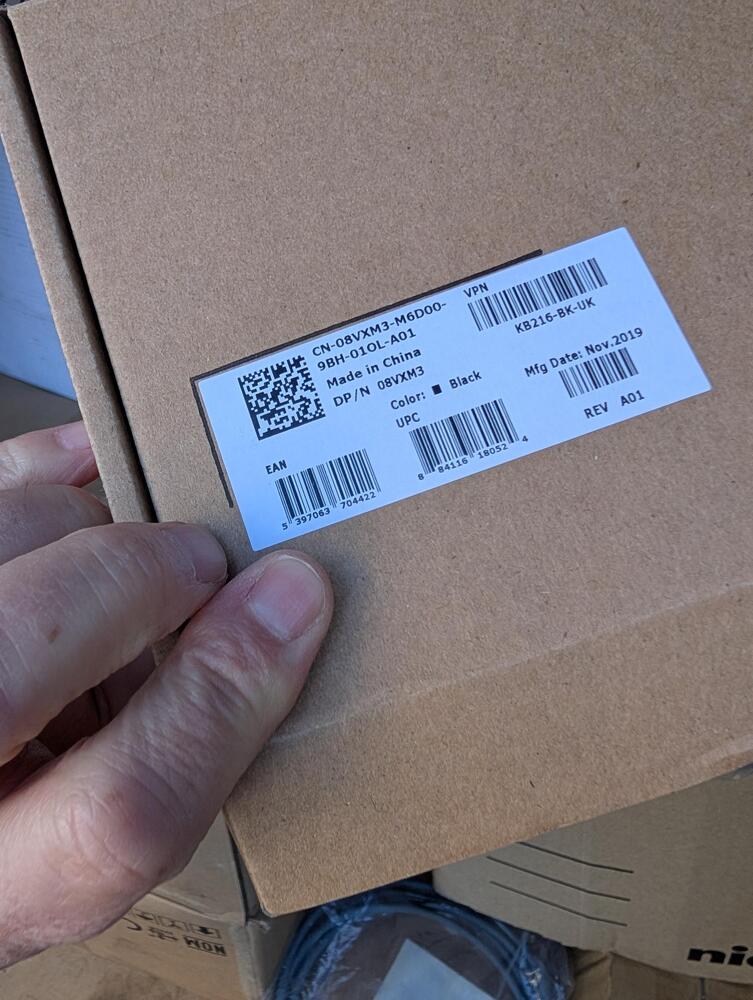 CN-08VXM3-M6D00-
9BH-01OL-A01
Made in China
DP/N 08VXM3
VPN
KB216-BK-UK
Color: Black
Mfg Date: Nov.2019
REV A01
EAN
5 397063 704422
UPC
8 84116 18052 4
NOM